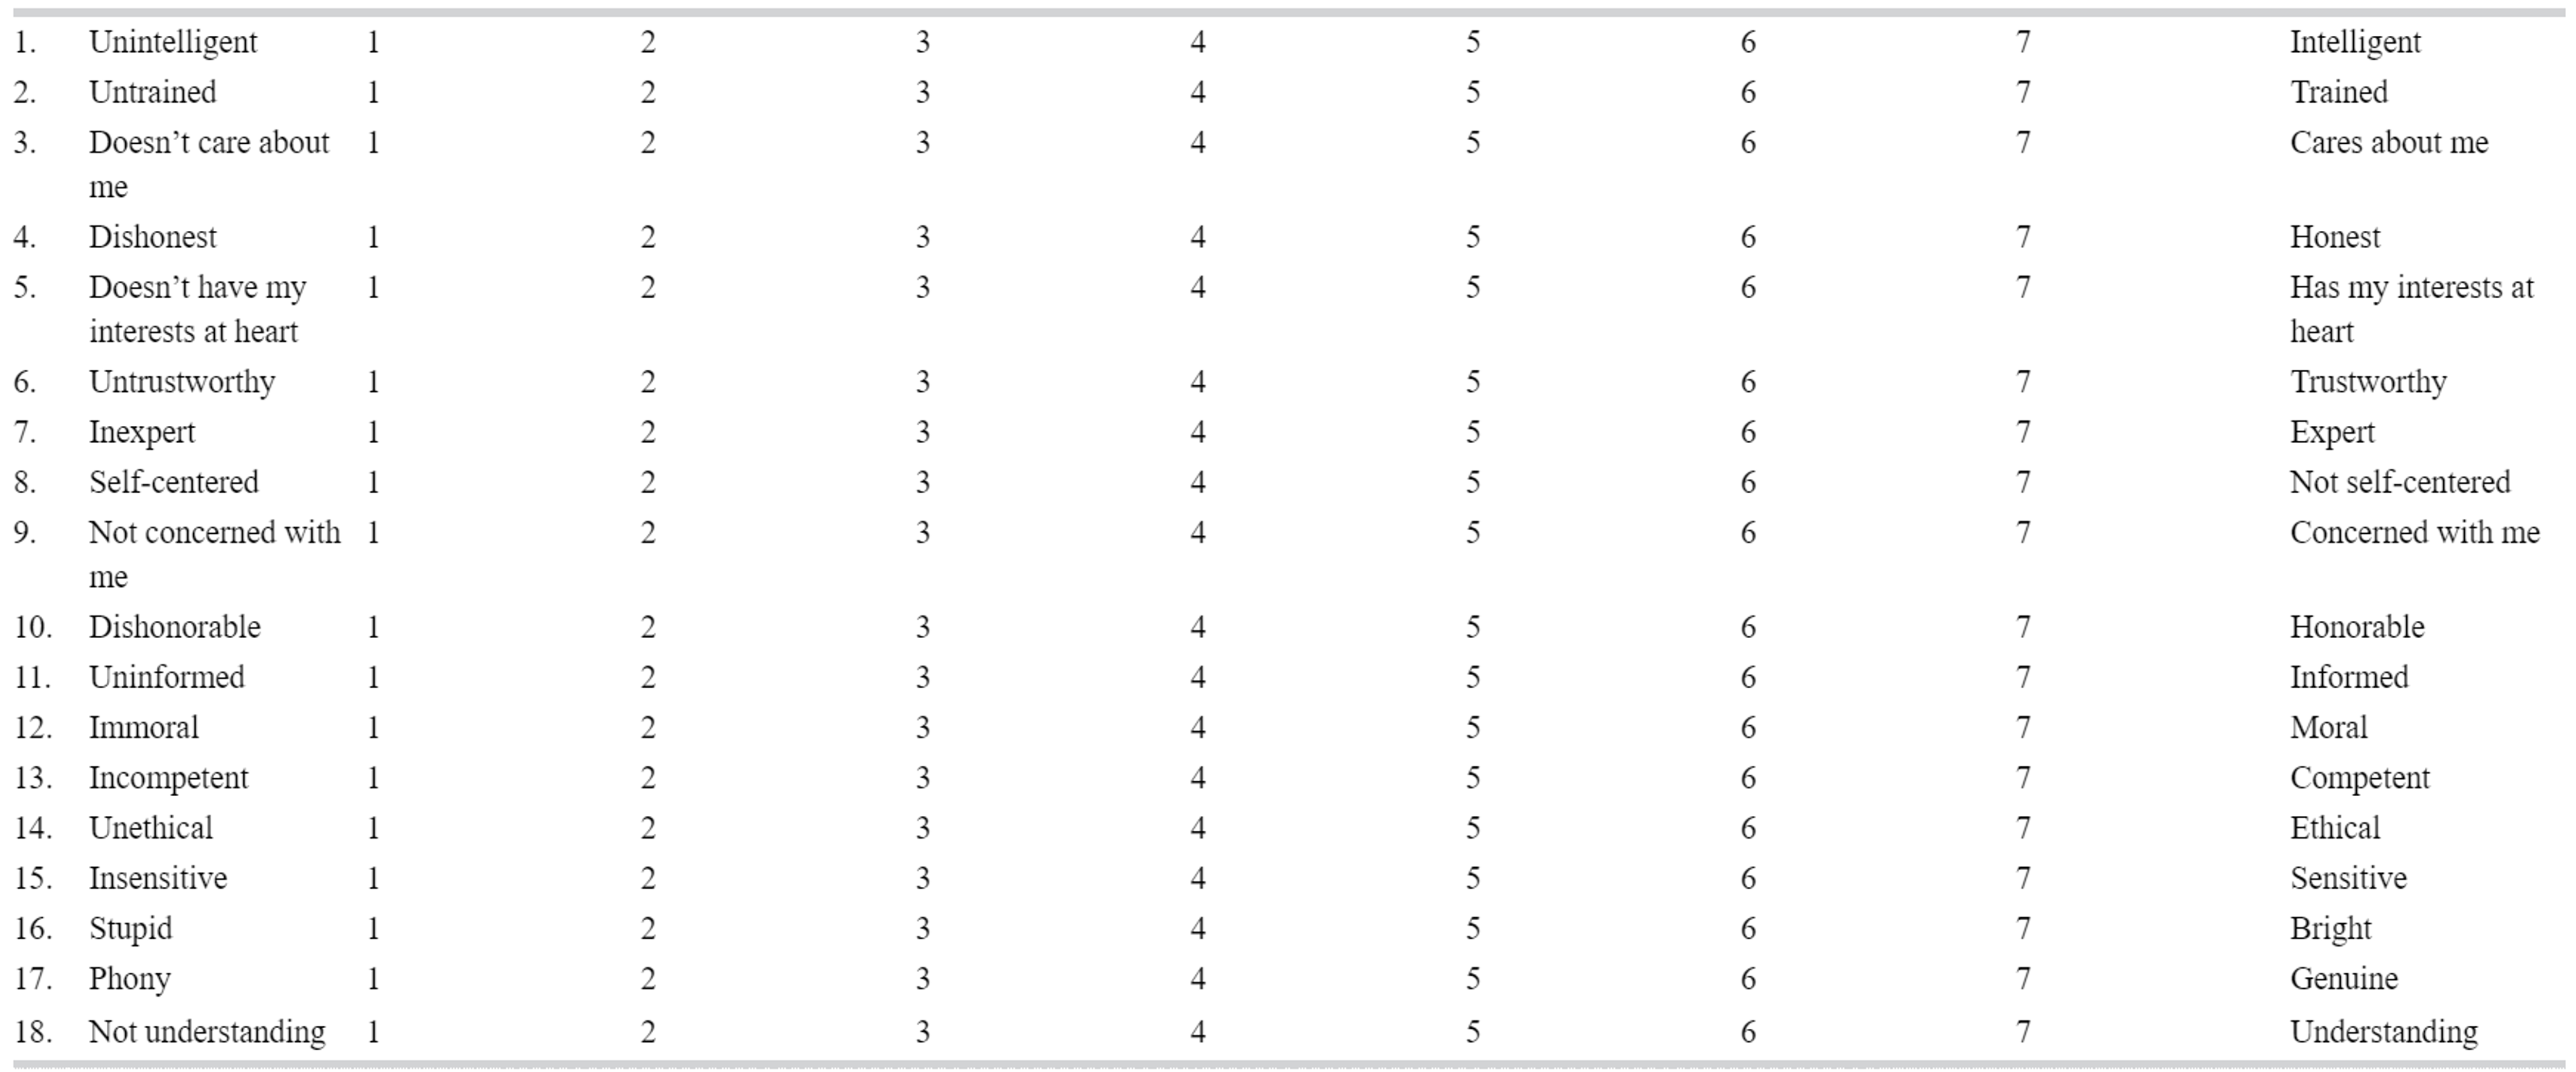 1. Unintelligent 1 2 3 4 5 6 7 Intelligent
2. Untrained 1 2 3 4 5 6 7 Trained
3. Doesn’t care about 1 2 3 4 5 6 7 Cares about me
me
4. Dishonest 1 2 3 4 5 6 7 Honest
5. Doesn’t have my 1 2 3 4 5 6 7 Has my interests at
interests at heart heart
6. Untrustworthy 1 2 3 4 5 6 7 Trustworthy
7. Inexpert 1 2 3 4 5 6 7 Expert
8. Self-centered 1 2 3 4 5 6 7 Not self-centered
9. Not concerned with 1 2 3 4 5 6 7 Concerned with me
me
10. Dishonorable 1 2 3 4 5 6 7 Honorable
11. Uninformed 1 2 3 4 5 6 7 Informed
12. Immoral 1 2 3 4 5 6 7 Moral
13. Incompetent 1 2 3 4 5 6 7 Competent
14. Unethical 1 2 3 4 5 6 7 Ethical
15. Insensitive 1 2 3 4 5 6 7 Sensitive
16. Stupid 1 2 3 4 5 6 7 Bright
17. Phony 1 2 3 4 5 6 7 Genuine
18. Not understanding 1 2 3 4 5 6 7 Understanding